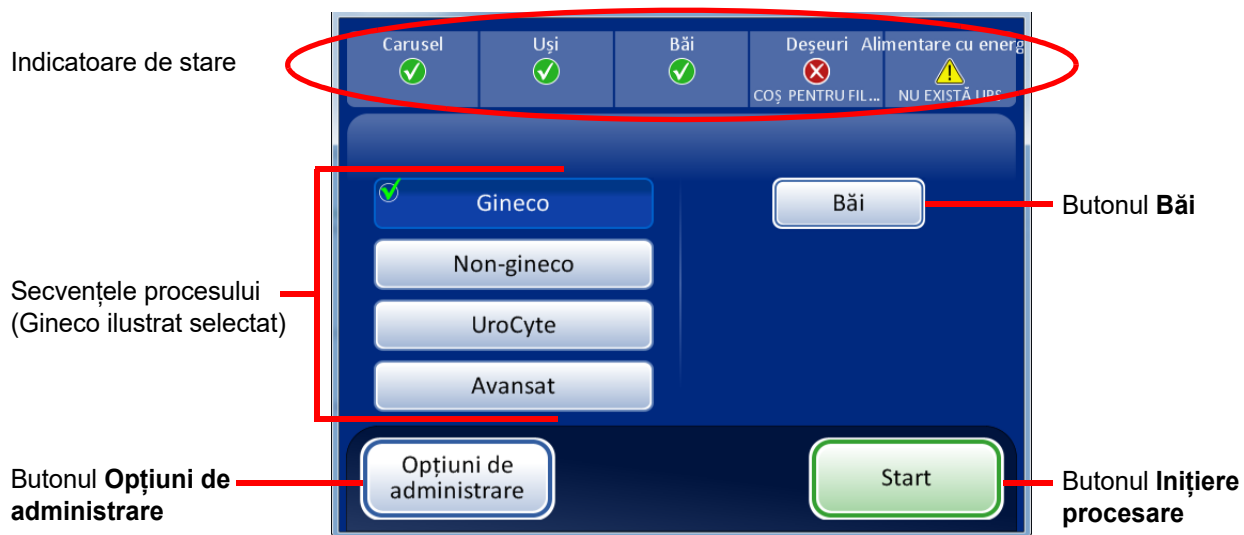 Indicatoare de stare
Carusel
Uși
Băi
Deșeuri
Alimentare cu energ
COȘ PENTRU FIL...
NU EXISTĂ UPS
Secvențele procesului
(Gineco ilustrat selectat)
Gineco
Non-gineco
UroCyte
Avansat
Băi
Butonul Băi
Butonul Opțiuni de
administrare
Opțiuni de
administrare
Start
Butonul Inițiere
procesare